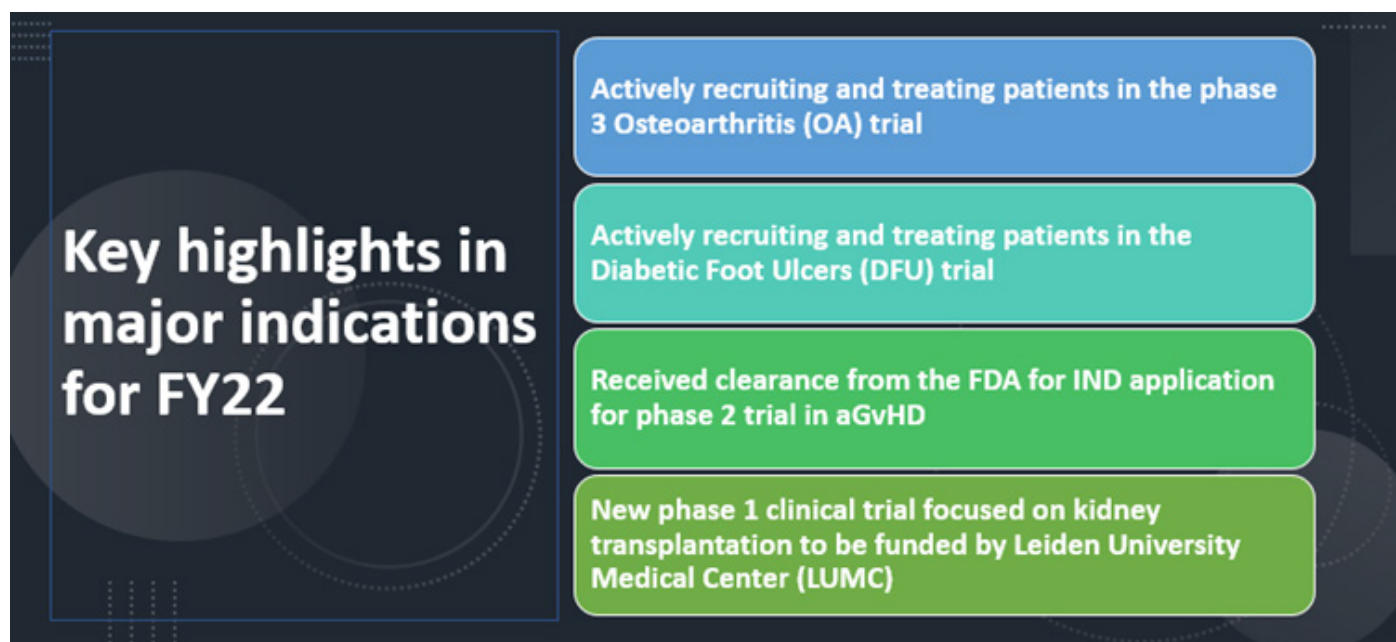 Key highlights in
major indications
for FY22
Actively recruiting and treating patients in the phase
3 Osteoarthritis (OA) trial
Actively recruiting and treating patients in the
Diabetic Foot Ulcers (DFU) trial
Received clearance from the FDA for IND application
for phase 2 trial in aGvHD
New phase 1 clinical trial focused on kidney
transplantation to be funded by Leiden University
Medical Center (LUMC)